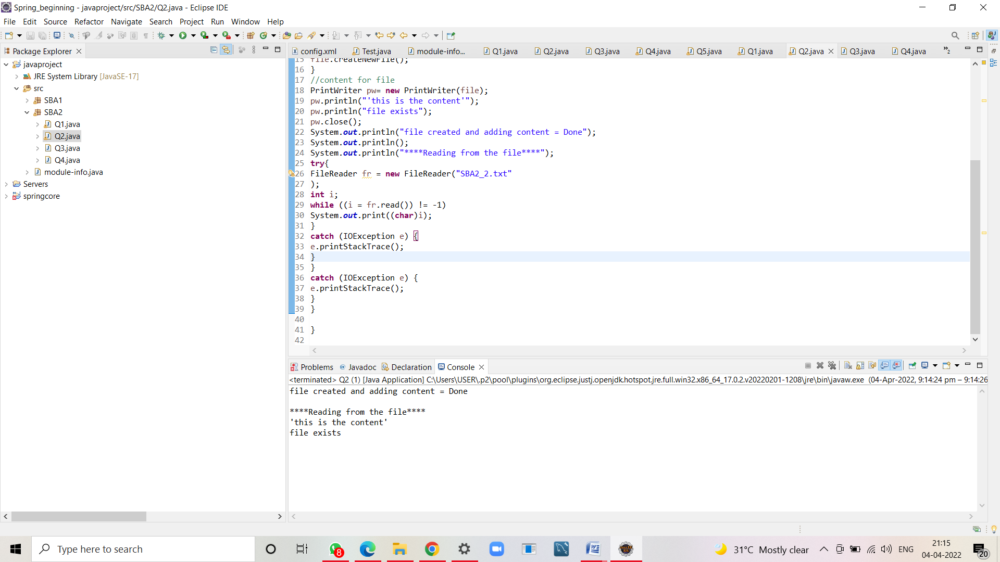 Spring_beginning - javaproject/src/SBA2/Q2.java - Eclipse IDE
File Edit Source Refactor Navigate Search Project Run Window Help
Package Explorer
javaproject
JRE System Library [JavaSE-17]
src
SBA1
SBA2
Q1.java
Q2.java
Q3.java
Q4.java
module-info.java
Servers
springcore
config.xml Test.java module-info... Q1.java Q2.java Q3.java Q4.java Q5.java Q1.java Q2.java Q3.java Q4.java »2
15 file.createNewFile();
16 }
17 //content for file
18 PrintWriter pw= new PrintWriter(file);
19 pw.println("'this is the content'");
20 pw.println("file exists");
21 pw.close();
22 System.out.println("file created and adding content = Done");
23 System.out.println();
24 System.out.println("****Reading from the file****");
25 try{
26 FileReader fr = new FileReader("SBA2_2.txt"
27 );
28 int i;
29 while ((i = fr.read()) != -1)
30 System.out.print((char)i);
31 }
32 catch (IOException e) {
33 e.printStackTrace();
34 }
35 }
36 catch (IOException e) {
37 e.printStackTrace();
38 }
39 }
40
41 }
42
Problems @ Javadoc Declaration Console
<terminated> Q2 (1) [Java Application] C:\Users\USER\.p2\pool\plugins\org.eclipse.justj.openjdk.hotspot.jre.full.win32.x86_64_17.0.2.v20220201-1208\jre\bin\javaw.exe (04-Apr-2022, 9:14:24 pm – 9:14:26
file created and adding content = Done
****Reading from the file****
'this is the content'
file exists
Type here to search
8
31°C Mostly clear
ENG
21:15
04-04-2022
20